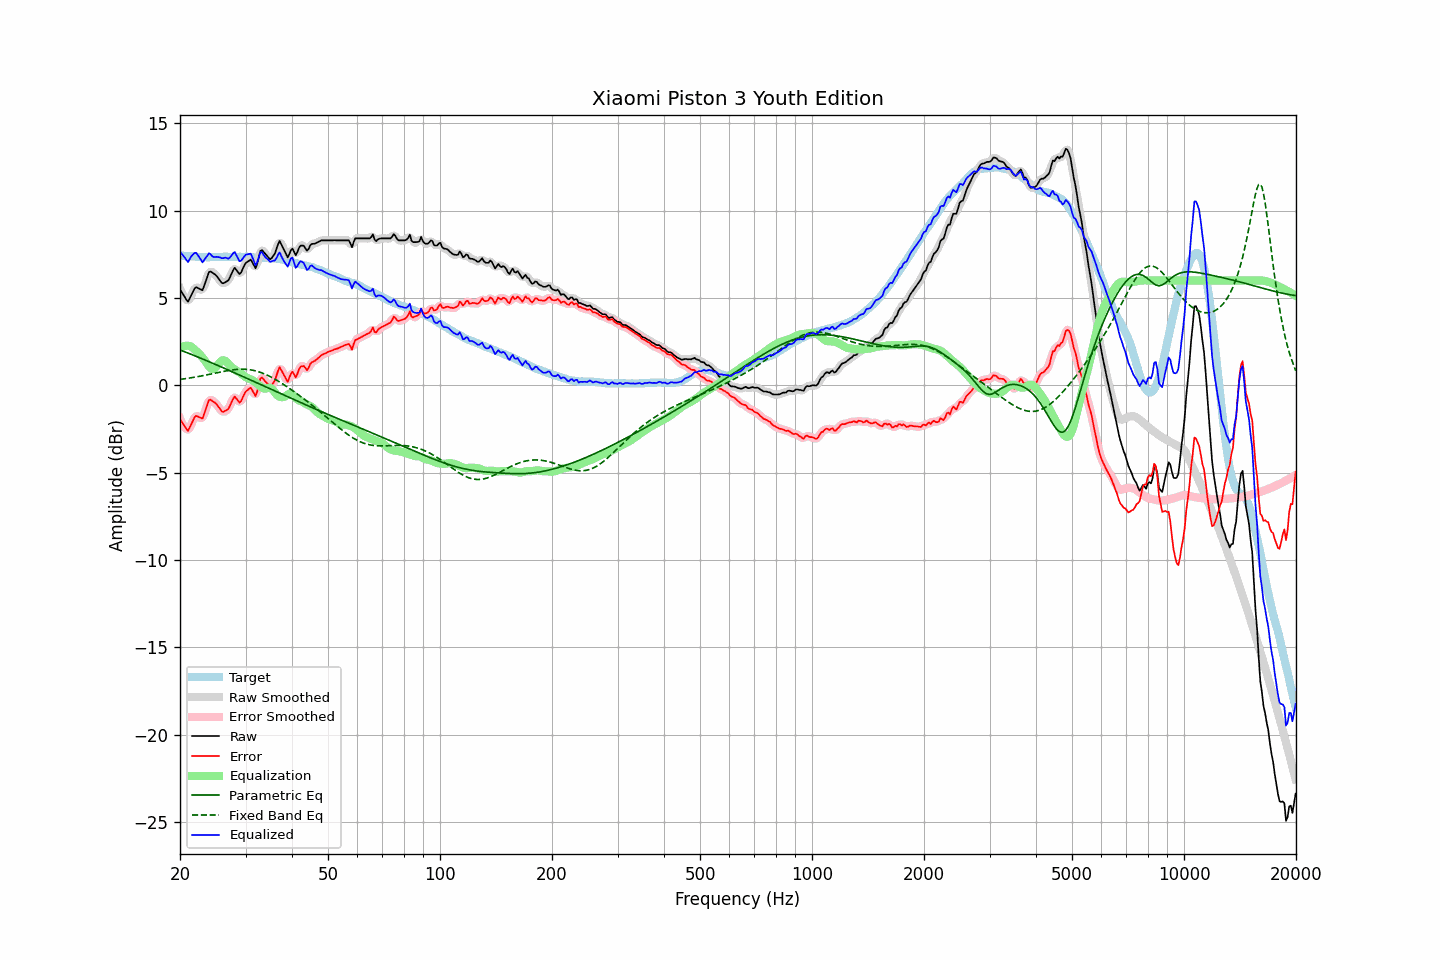 Xiaomi Piston 3 Youth Edition
Amplitude (dBr)
15
10
5
0
−5
−10
−15
−20
−25
Target
Raw Smoothed
Error Smoothed
Raw
Error
Equalization
Parametric Eq
Fixed Band Eq
Equalized
20 50 100 200 500 1000 2000 5000 10000 20000
Frequency (Hz)